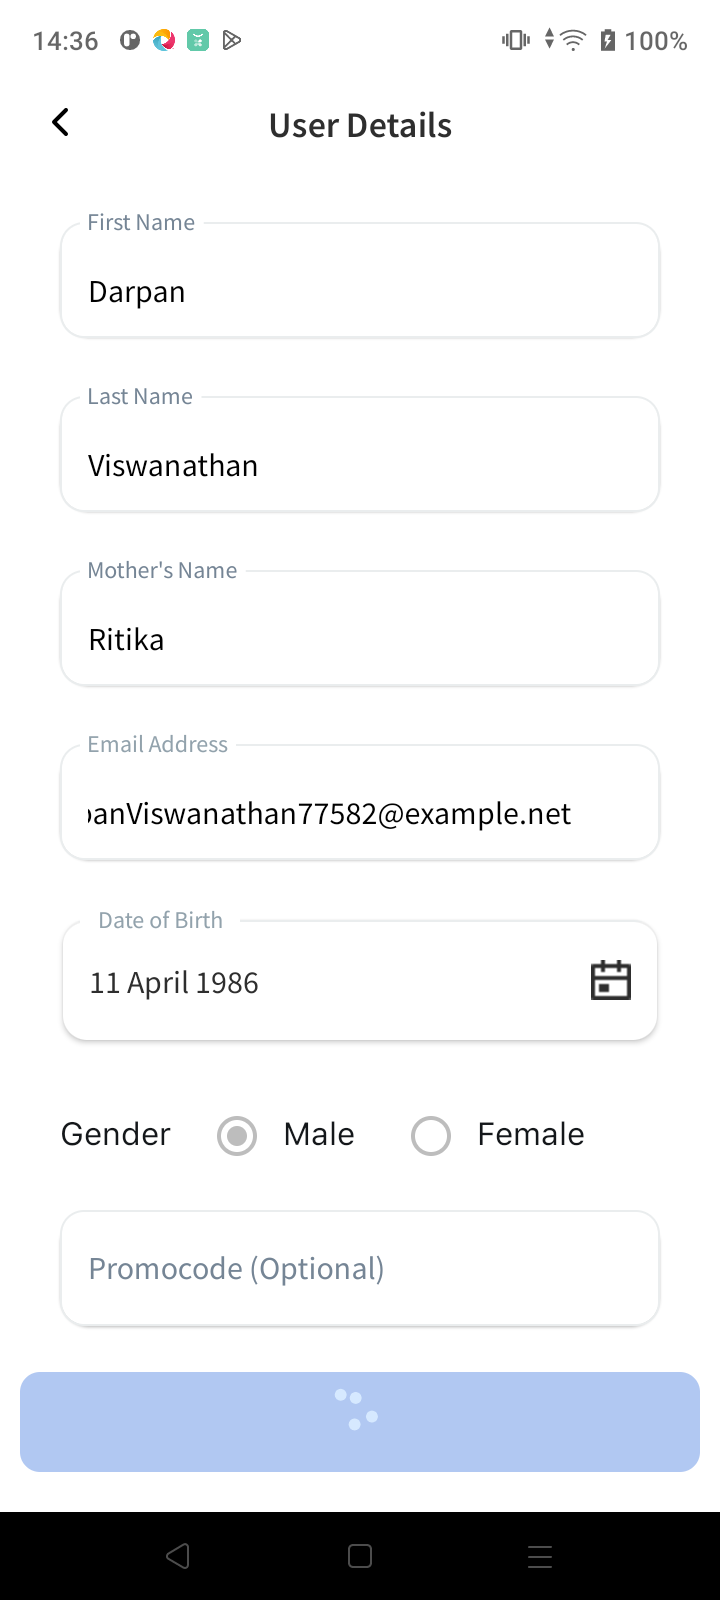 14:36
100%
User Details
First Name
Darpan
Last Name
Viswanathan
Mother's Name
Ritika
Email Address
panViswanathan77582@example.net
Date of Birth
11 April 1986
Gender Male Female
Promocode (Optional)